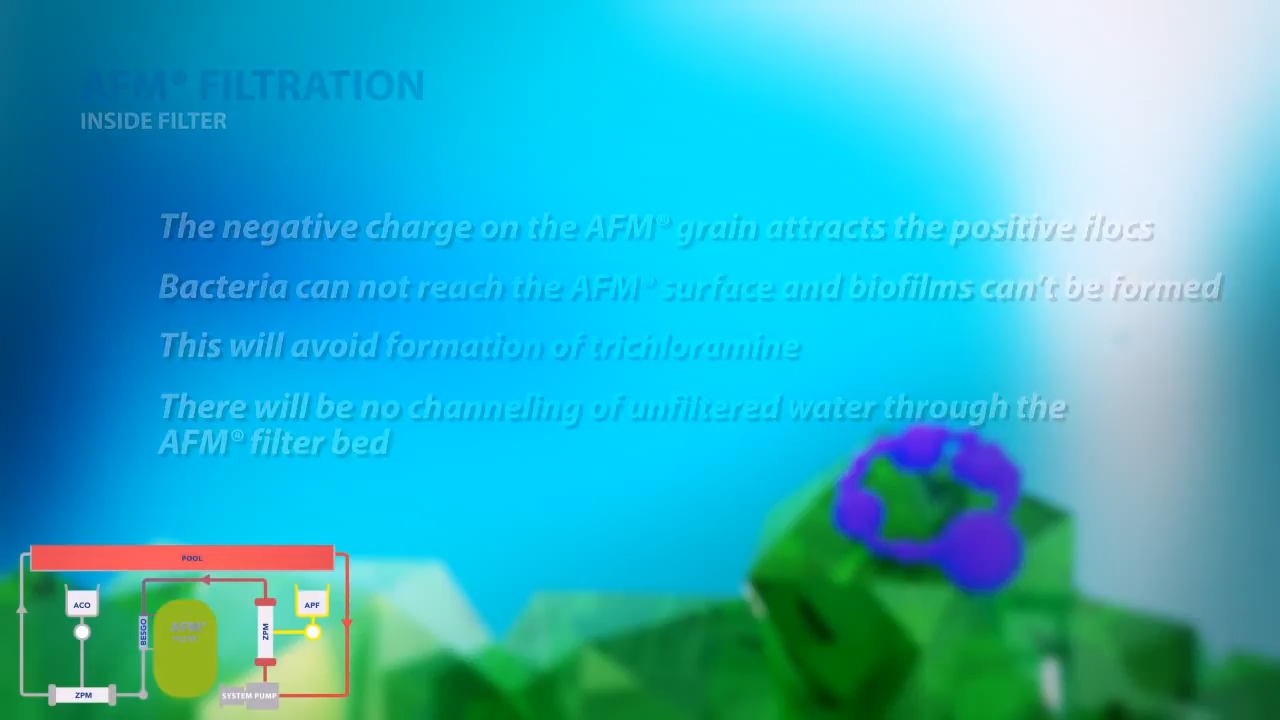 AFM® FILTRATION
INSIDE FILTER
The negative charge on the AFM® grain attracts the positive flocs
Bacteria can not reach the AFM® surface and biofilms can't be formed
This will avoid formation of trichloramine
There will be no channeling of unfiltered water through the
AFM® filter bed
POOL
ACO
APF
BESGO
AFM®
ZPM
ZPM
SYSTEM PUMP